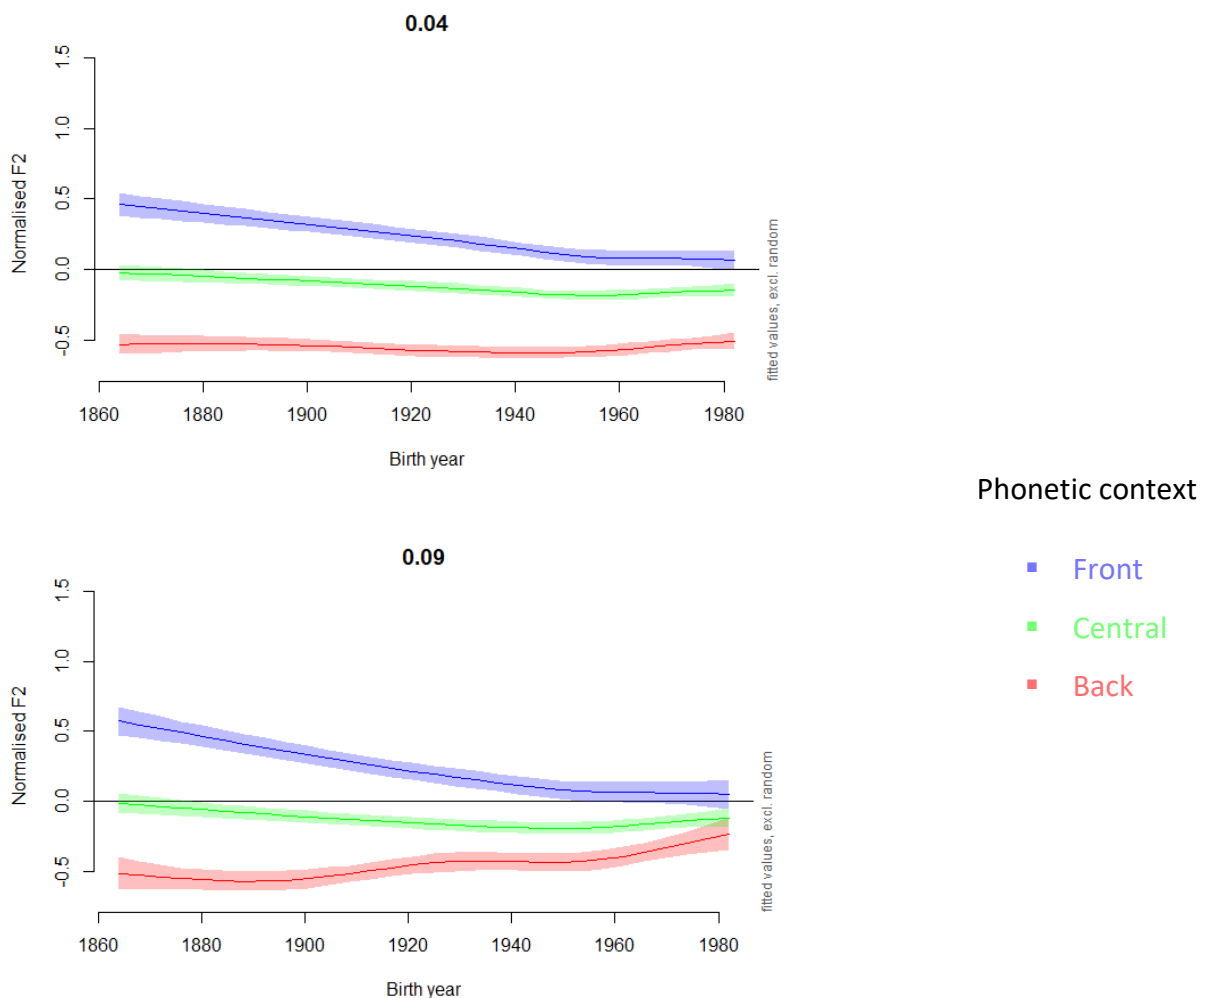 0.04
1.5
1.0
0.5
0.0
-0.5
Normalised F2
fitted values, excl. random
1860 1880 1900 1920 1940 1960 1980
Birth year
Phonetic context
Front
Central
Back
0.09
1.5
1.0
0.5
0.0
-0.5
Normalised F2
fitted values, excl. random
1860 1880 1900 1920 1940 1960 1980
Birth year